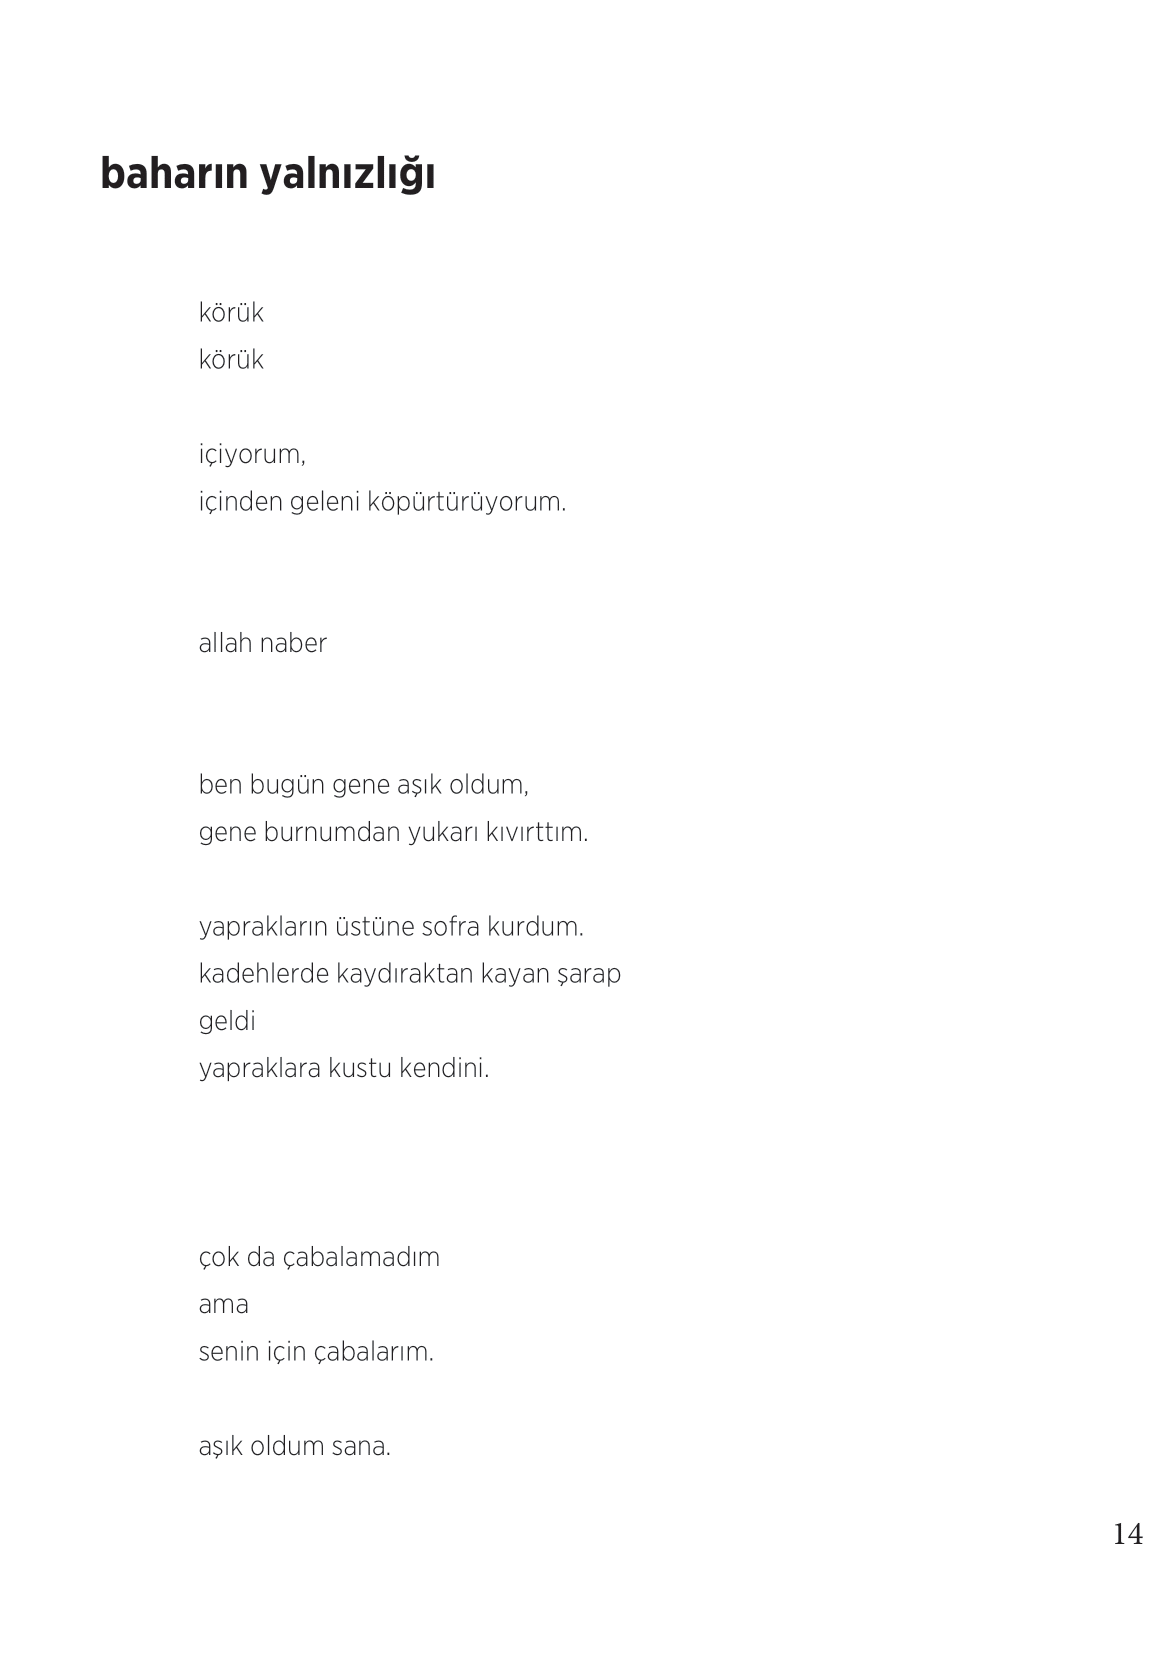 baharın yalnızlığı
körük
körük
içiyorum,
içinden geleni köpürtürüyorum.
allah naber
ben bugün gene aşık oldum,
gene burnumdan yukarı kıvırttım.
yaprakların üstüne sofra kurdum.
kadehlerde kaydıraktan kayan şarap
geldi
yapraklara kustu kendini.
çok da çabalamadım
ama
senin için çabalarım.
aşık oldum sana.
14